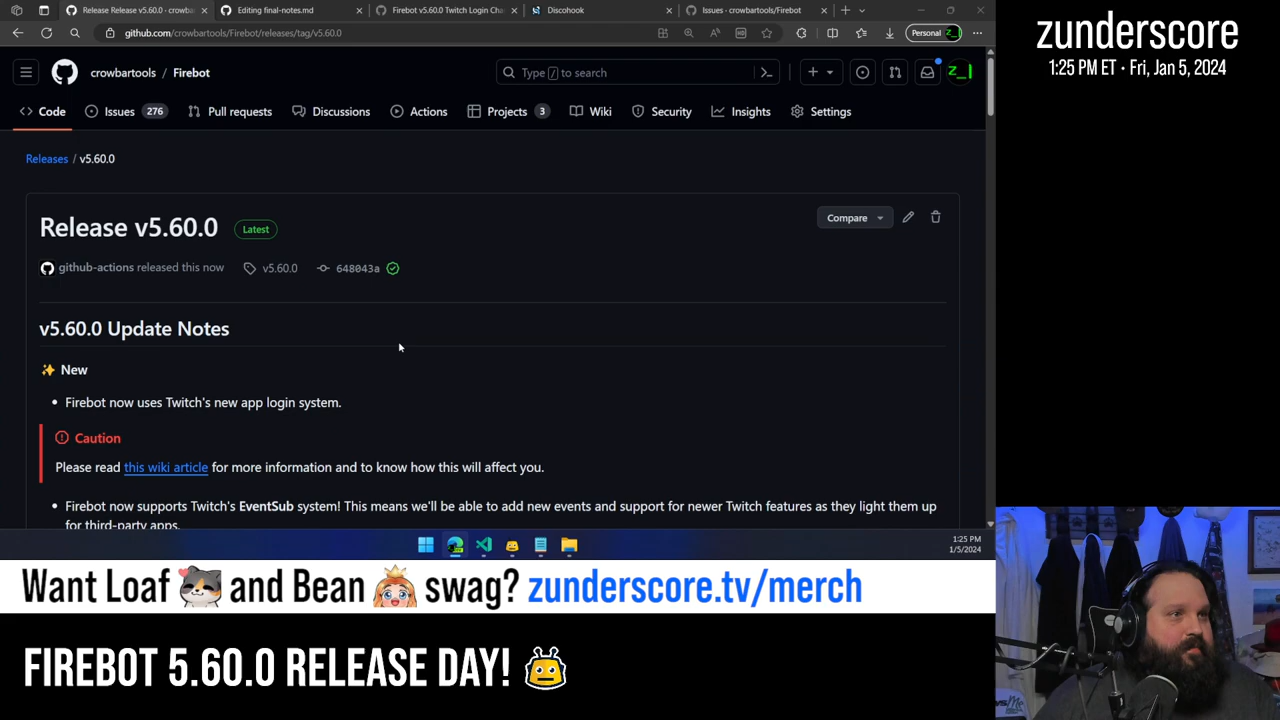 Release Release v5.60.0 · crowba
Editing final-notes.md
Firebot v5.60.0 Twitch Login Cha
Discohook
Issues · crowbartools/Firebot
zunderscore
1:25 PM ET • Fri, Jan 5, 2024
github.com/crowbartools/Firebot/releases/tag/v5.60.0
Personal
crowbartools / Firebot
Type / to search
Code
Issues 276
Pull requests
Discussions
Actions
Projects 3
Wiki
Security
Insights
Settings
Releases / v5.60.0
Release v5.60.0 Latest
Compare
github-actions released this now
v5.60.0
648043a
v5.60.0 Update Notes
✨ New
• Firebot now uses Twitch's new app login system.
Caution
Please read this wiki article for more information and to know how this will affect you.
• Firebot now supports Twitch's EventSub system! This means we'll be able to add new events and support for newer Twitch features as they light them up
for third-party apps.
1:25 PM
1/5/2024
Want Loaf and Bean swag? zunderscore.tv/merch
FIREBOT 5.60.0 RELEASE DAY!